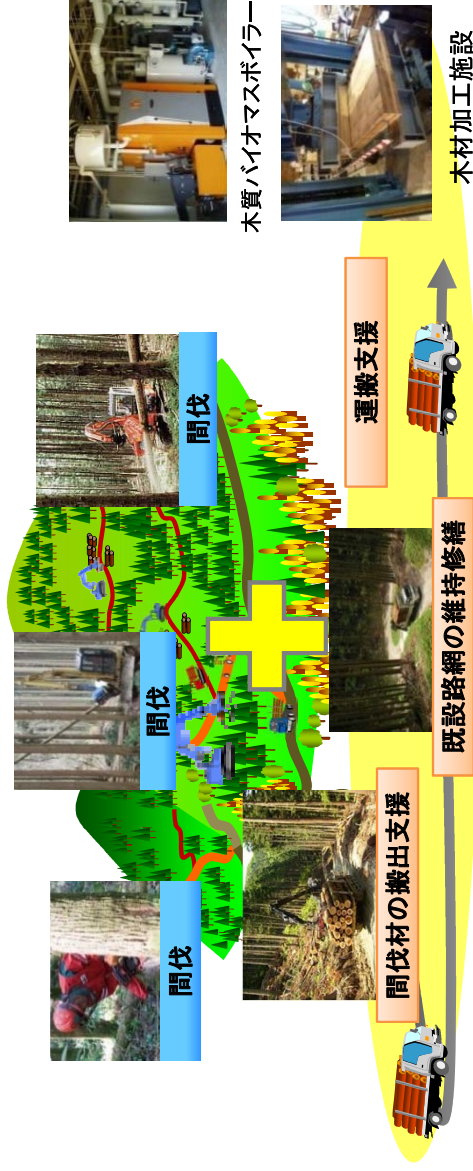 間伐
間伐
間伐
木質バイオマスボイラー
間伐材の搬出支援
既設路網の維持修繕
運搬支援
木材加工施設